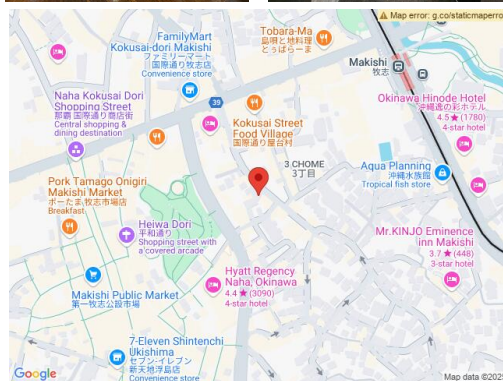 Map error: g.co/staticmaperro
Tobara-Ma
島唄と地料理
とぅばらーま
FamilyMart
Kokusai-dori Makishi
ファミリーマート
国際通り牧志店
Convenience store
Makishi
牧志
Naha Kokusai Dori
Shopping Street
那覇 国際通り商店街
Central shopping &
dining destination
39
Okinawa Hinode Hotel
沖縄逸の彩ホテル
4.5★(1780)
4-star hotel
Kokusai Street
Food Village
国際通り屋台村
3 CHOME
3丁目
Aqua Planning
沖縄水族館
Tropical fish store
Pork Tamago Onigiri
Makishi Market
ポーたま 牧志市場店
Breakfast
Heiwa Dori
平和通り
Shopping street with
a covered arcade
Mr.KINJO Eminence
inn Makishi
3.7★(448)
3-star hotel
Makishi Public Market
第一牧志公設市場
Hyatt Regency
Naha, Okinawa
4.4★(3090)
4-star hotel
7-Eleven Shintenchi
Ukishima
セブン-イレブン
新天地浮島店
Convenience store
Google
Map data ©202